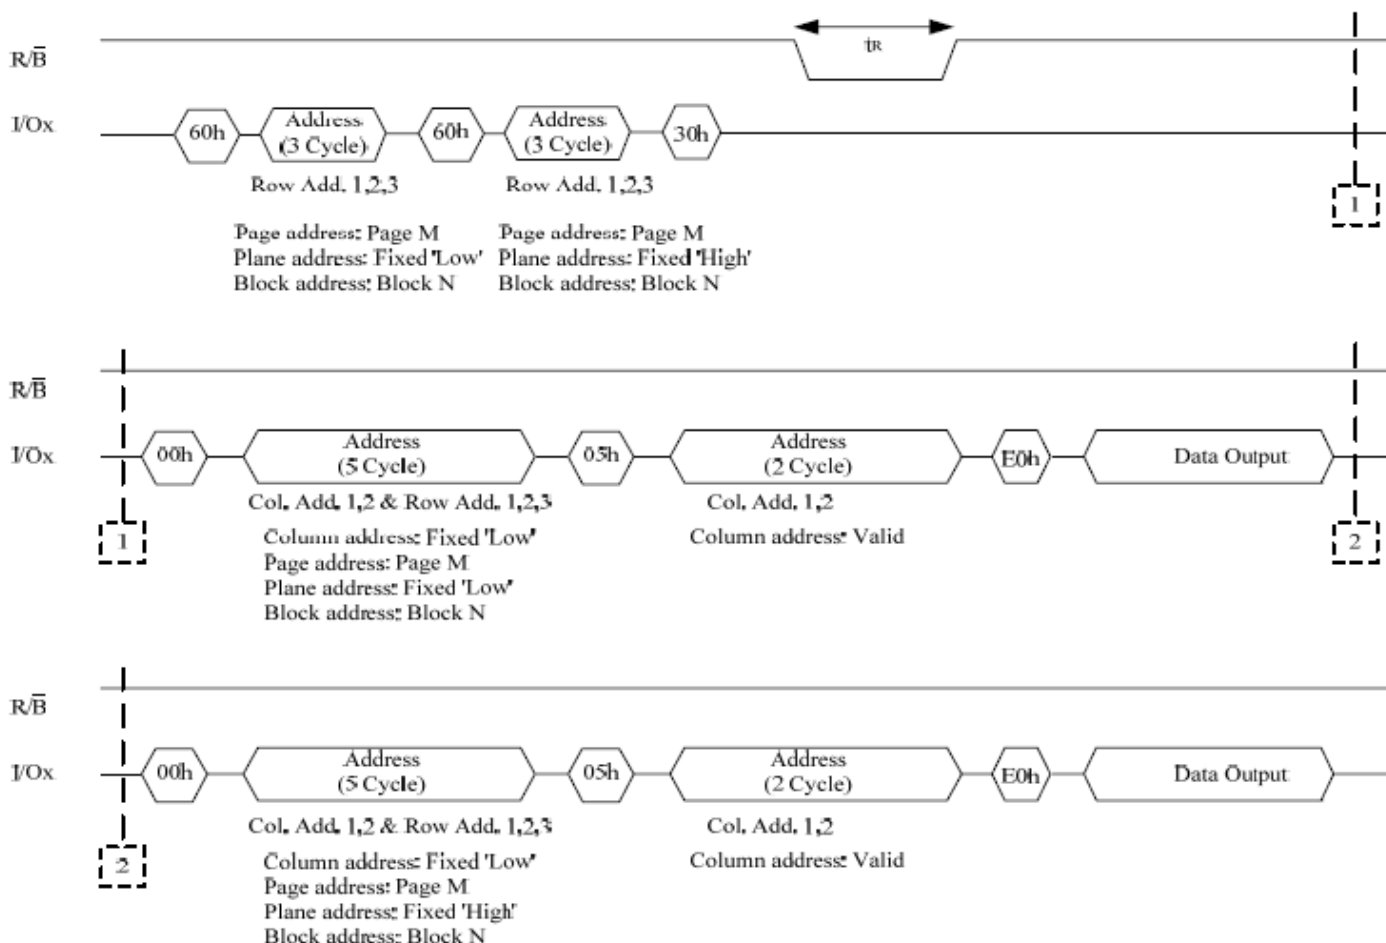 tR
R/B̅
I/Ox
60h Address (3 Cycle) 60h Address (3 Cycle) 30h
Row Add. 1,2,3 Row Add. 1,2,3
1
Page address: Page M Page address: Page M
Plane address: Fixed 'Low' Plane address: Fixed 'High'
Block address: Block N Block address: Block N
R/B̅
I/Ox
00h Address (5 Cycle) 05h Address (2 Cycle) E0h Data Output
Col. Add. 1,2 & Row Add. 1,2,3 Col. Add. 1,2
1 Column address: Fixed 'Low' Column address: Valid 2
Page address: Page M
Plane address: Fixed 'Low'
Block address: Block N
R/B̅
I/Ox
00h Address (5 Cycle) 05h Address (2 Cycle) E0h Data Output
Col. Add. 1,2 & Row Add. 1,2,3 Col. Add. 1,2
2 Column address: Fixed 'Low' Column address: Valid
Page address: Page M
Plane address: Fixed 'High'
Block address: Block N